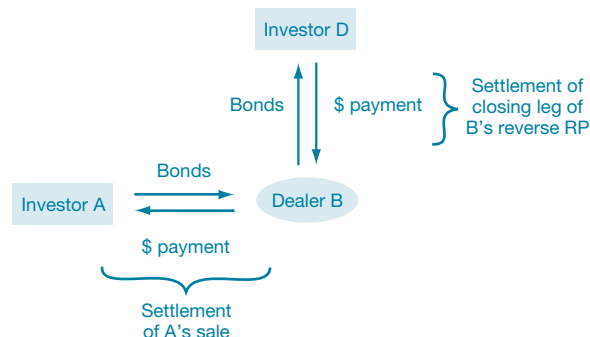 Investor D
Bonds
$ payment
Settlement of
closing leg of
B's reverse RP
Bonds
Investor A
Dealer B
$ payment
Settlement
of A's sale